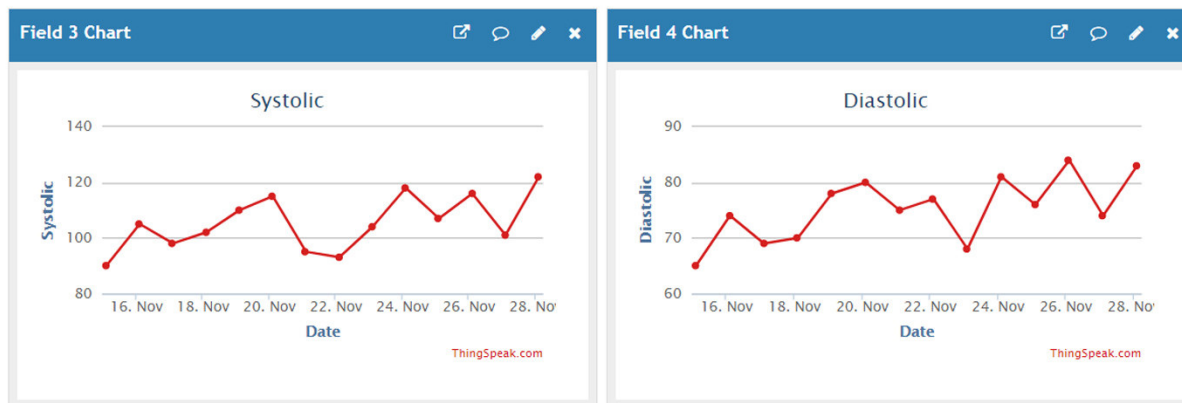 Field 3 Chart
Systolic
140
120
100
80
Systolic
16. Nov 18. Nov 20. Nov 22. Nov 24. Nov 26. Nov 28. No
Date
ThingSpeak.com
Field 4 Chart
Diastolic
90
80
70
60
Diastolic
16. Nov 18. Nov 20. Nov 22. Nov 24. Nov 26. Nov 28. Nov
Date
ThingSpeak.com